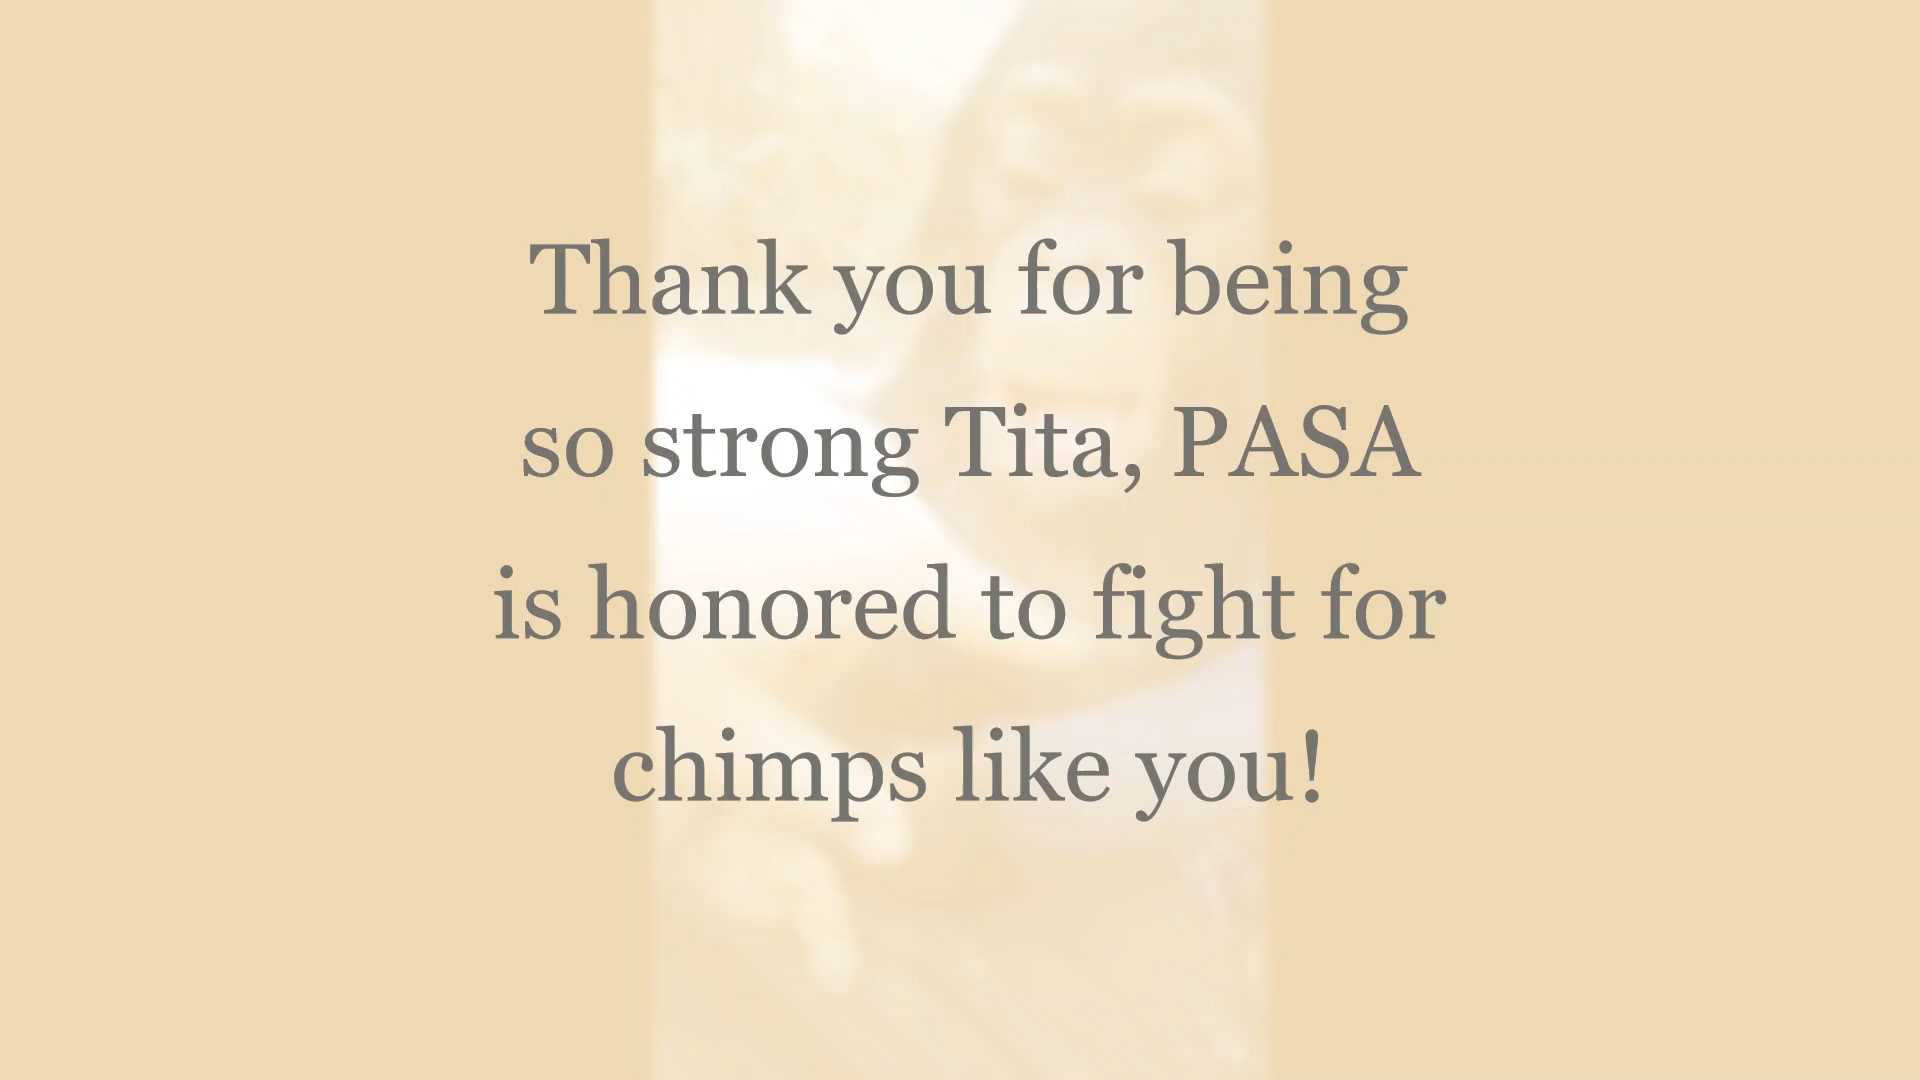 Thank you for being
so strong Tita, PASA
is honored to fight for
chimps like you!